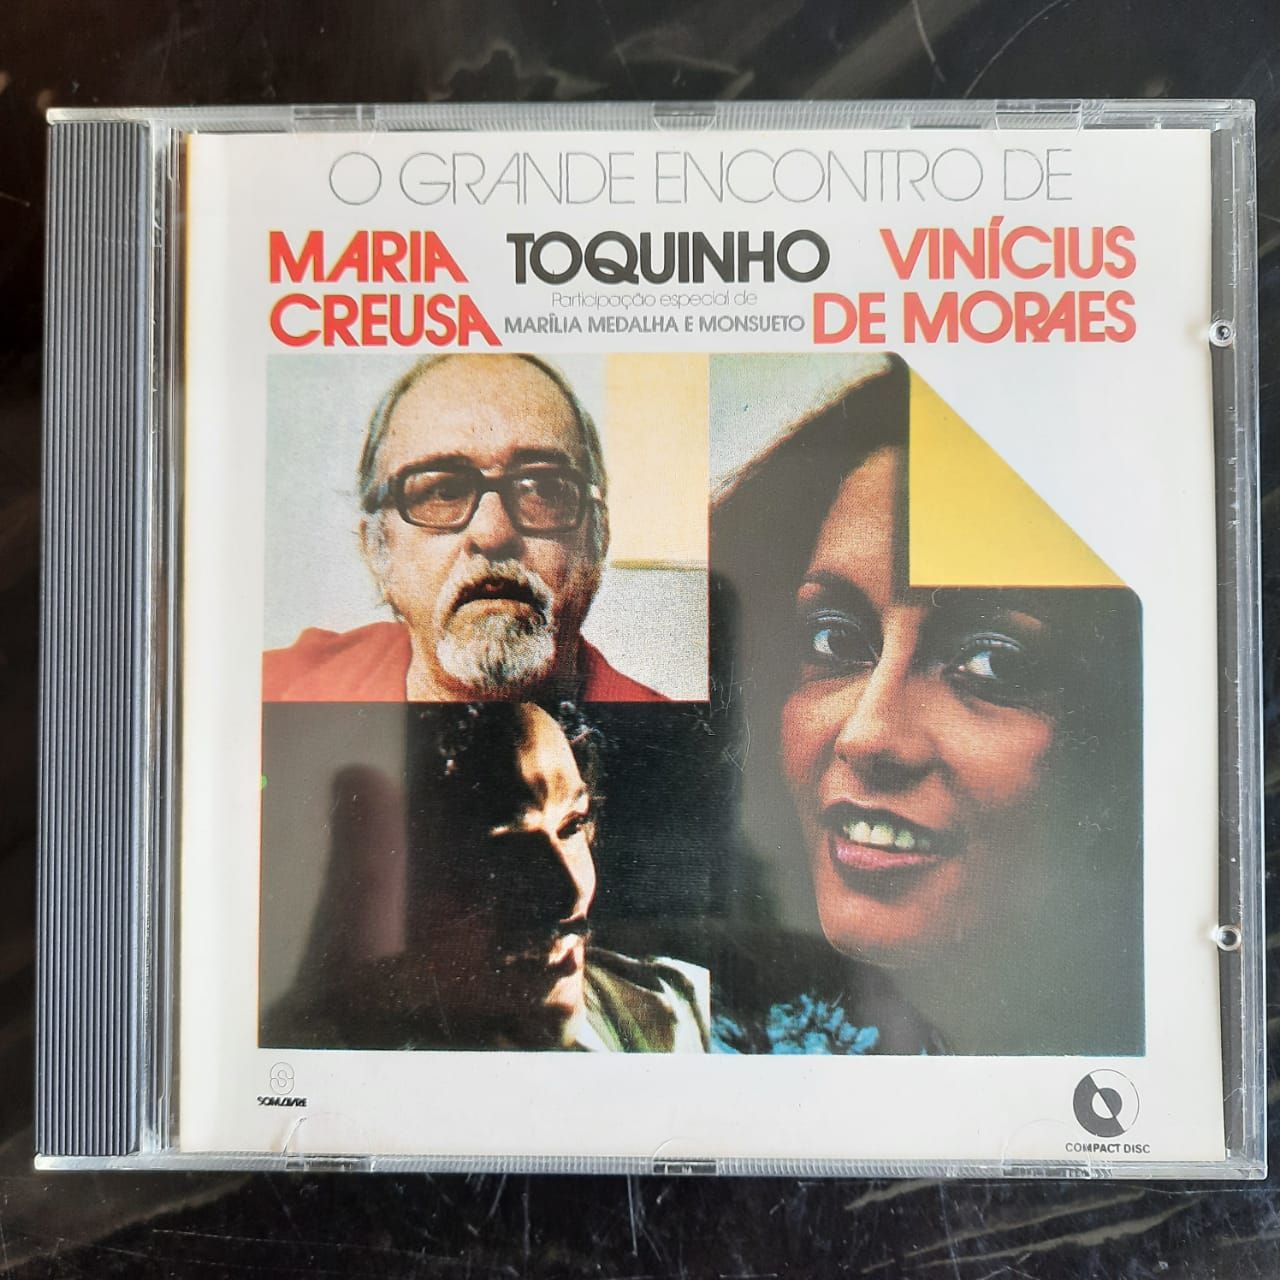 O GRANDE ENCONTRO DE
MARIA CREUSA
TOQUINHO
Participação especial de
MARÍLIA MEDALHA E MONSUETO
VINÍCIUS DE MORAES
SOM LIVRE
COMPACT DISC